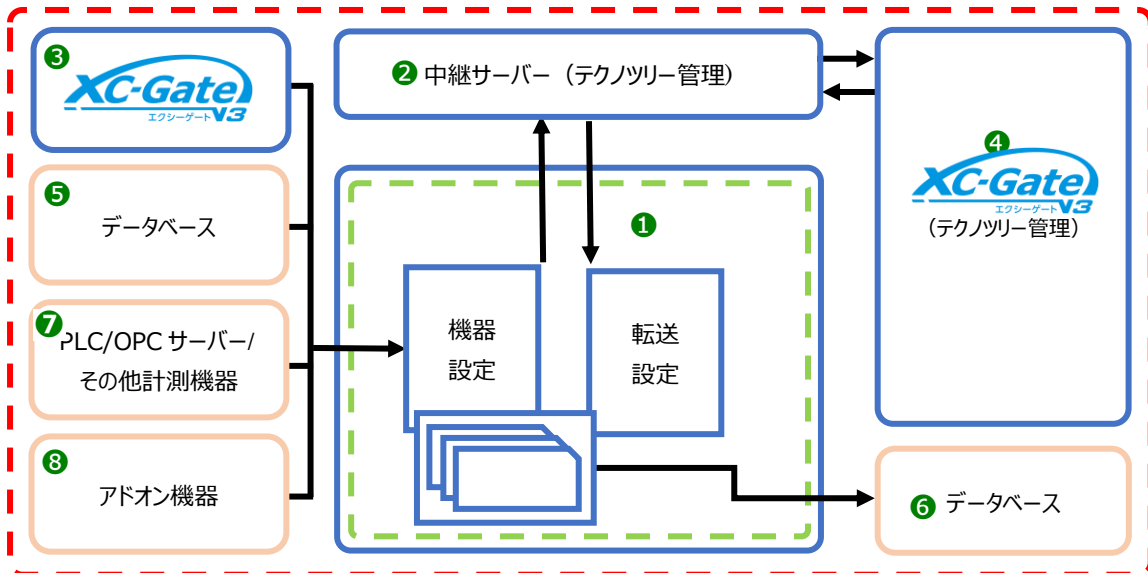 ❸
XC-Gate
エクシーゲート V3
❷ 中継サーバー（テクノツリー管理）
❹
XC-Gate
エクシーゲート V3
（テクノツリー管理）
❺
データベース
❶
❼
PLC/OPC サーバー/
その他計測機器
機器
設定
転送
設定
❽
アドオン機器
❻ データベース